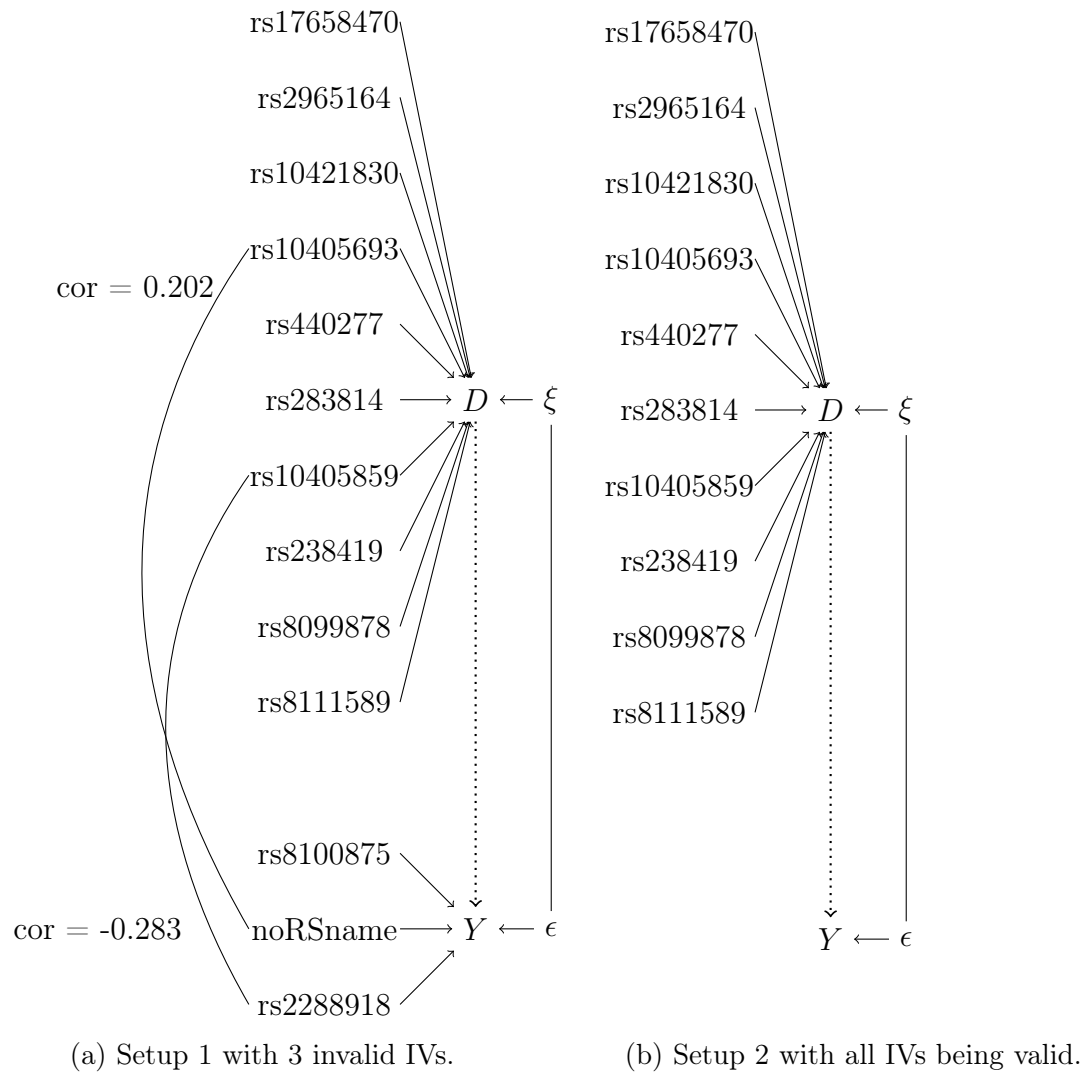 rs17658470
rs2965164
rs10421830
rs10405693
cor = 0.202
rs440277
rs283814
D
ξ
rs10405859
rs238419
rs8099878
rs8111589
rs8100875
cor = -0.283
noRSname
Y
ϵ
rs2288918
(a) Setup 1 with 3 invalid IVs.
rs17658470
rs2965164
rs10421830
rs10405693
rs440277
rs283814
D
ξ
rs10405859
rs238419
rs8099878
rs8111589
Y
ϵ
(b) Setup 2 with all IVs being valid.